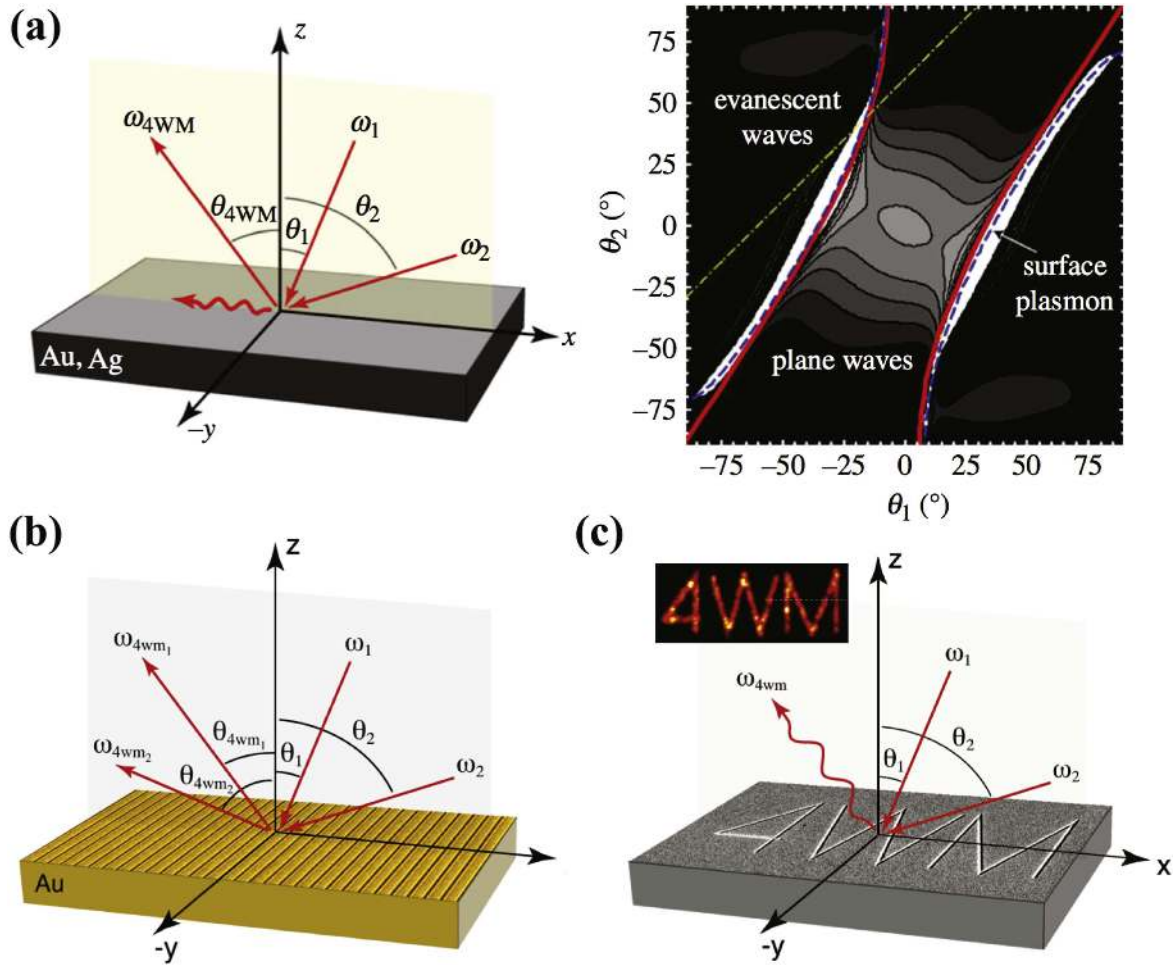 (a)
z
ω4WM
ω1
θ4WM
θ1
θ2
ω2
Au, Ag
x
–y
75
50
25
0
–25
–50
–75
θ2 (°)
evanescent
waves
surface
plasmon
plane waves
–75 –50 –25 0 25 50 75
θ1 (°)
(b)
z
ω4wm1
ω1
θ4wm1
θ1
θ2
ω4wm2
θ4wm2
ω2
Au
-y
(c)
4WM
z
ω1
ω4wm
θ2
θ1
ω2
4WM
x
-y